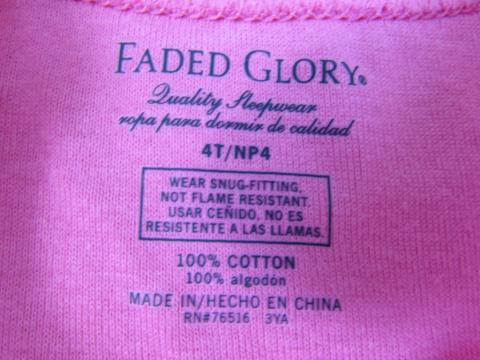 FADED GLORY®
Quality Sleepwear
ropa para dormir de calidad
4T/NP4
WEAR SNUG-FITTING,
NOT FLAME RESISTANT.
USAR CEÑIDO, NO ES
RESISTENTE A LAS LLAMAS.
100% COTTON
100% algodón
MADE IN/HECHO EN CHINA
RN#76516 3YA